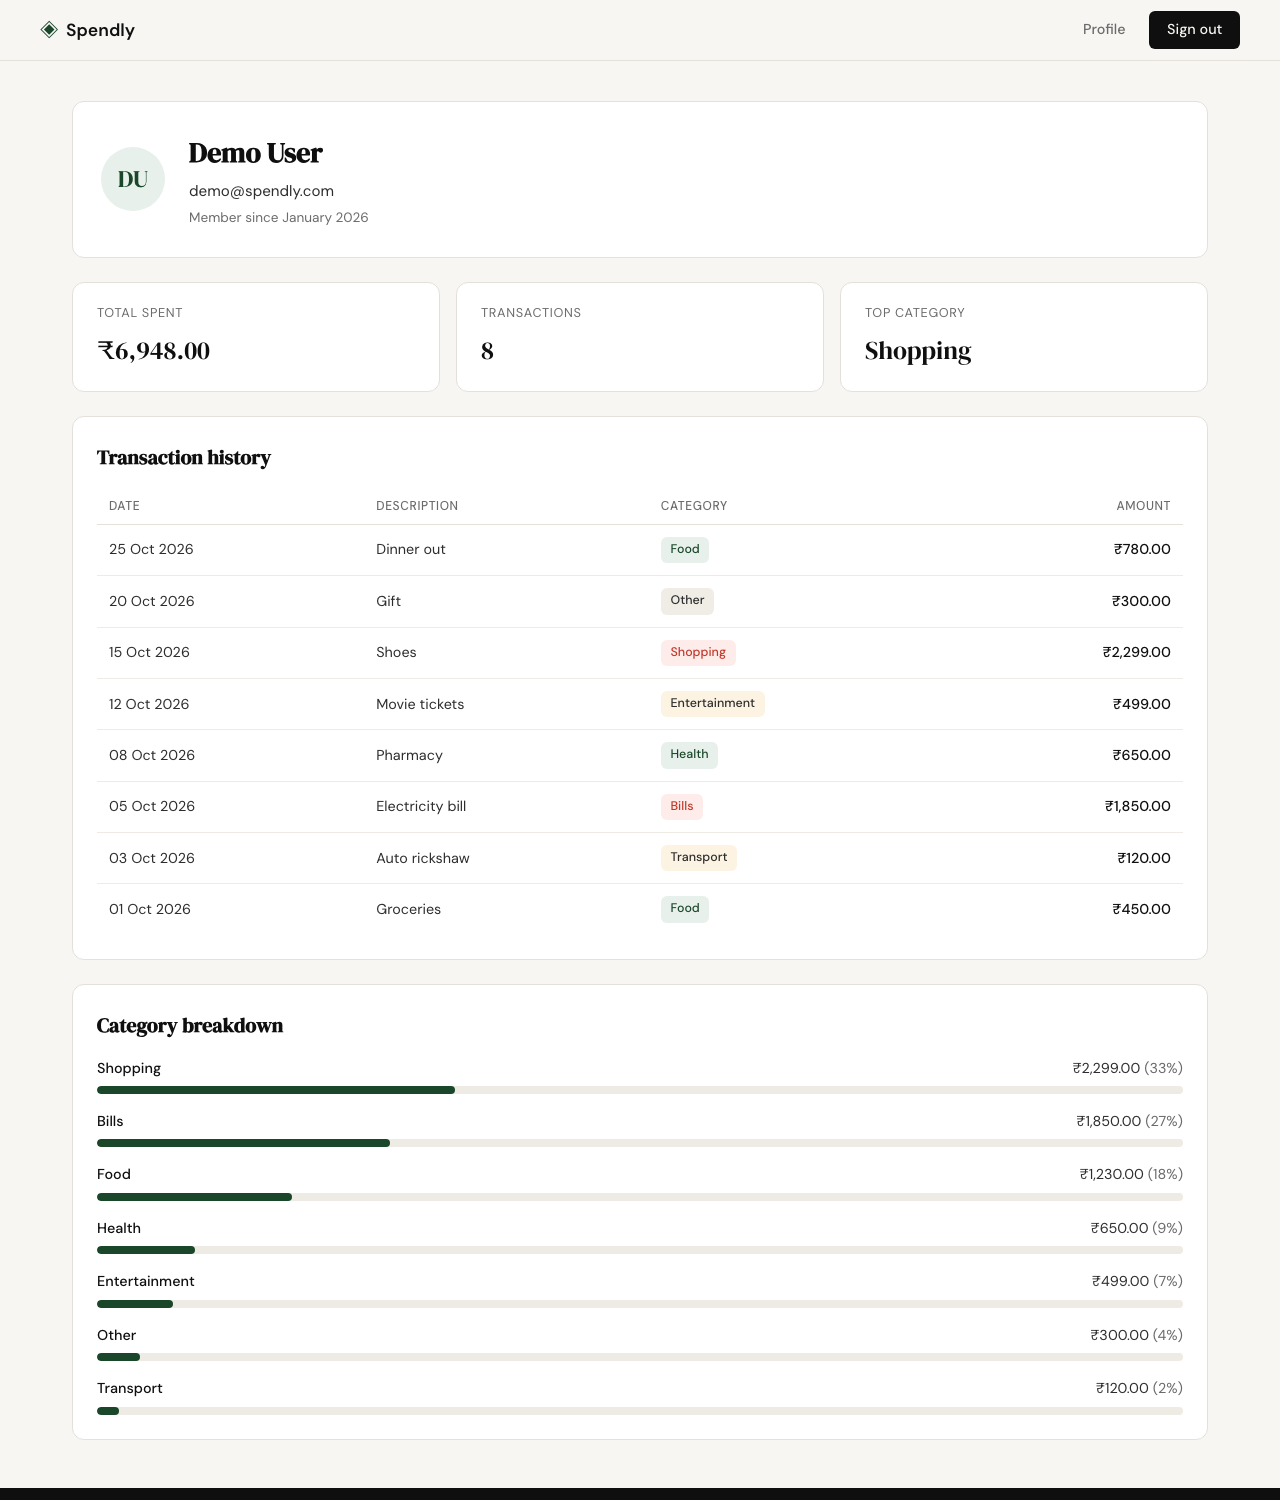 Spendly Profile Sign out
DU
Demo User
demo@spendly.com
Member since January 2026
TOTAL SPENT TRANSACTIONS TOP CATEGORY
₹6,948.00 8 Shopping
Transaction history
DATE DESCRIPTION CATEGORY AMOUNT
25 Oct 2026 Dinner out Food ₹780.00
20 Oct 2026 Gift Other ₹300.00
15 Oct 2026 Shoes Shopping ₹2,299.00
12 Oct 2026 Movie tickets Entertainment ₹499.00
08 Oct 2026 Pharmacy Health ₹650.00
05 Oct 2026 Electricity bill Bills ₹1,850.00
03 Oct 2026 Auto rickshaw Transport ₹120.00
01 Oct 2026 Groceries Food ₹450.00
Category breakdown
Shopping ₹2,299.00 (33%)
Bills ₹1,850.00 (27%)
Food ₹1,230.00 (18%)
Health ₹650.00 (9%)
Entertainment ₹499.00 (7%)
Other ₹300.00 (4%)
Transport ₹120.00 (2%)